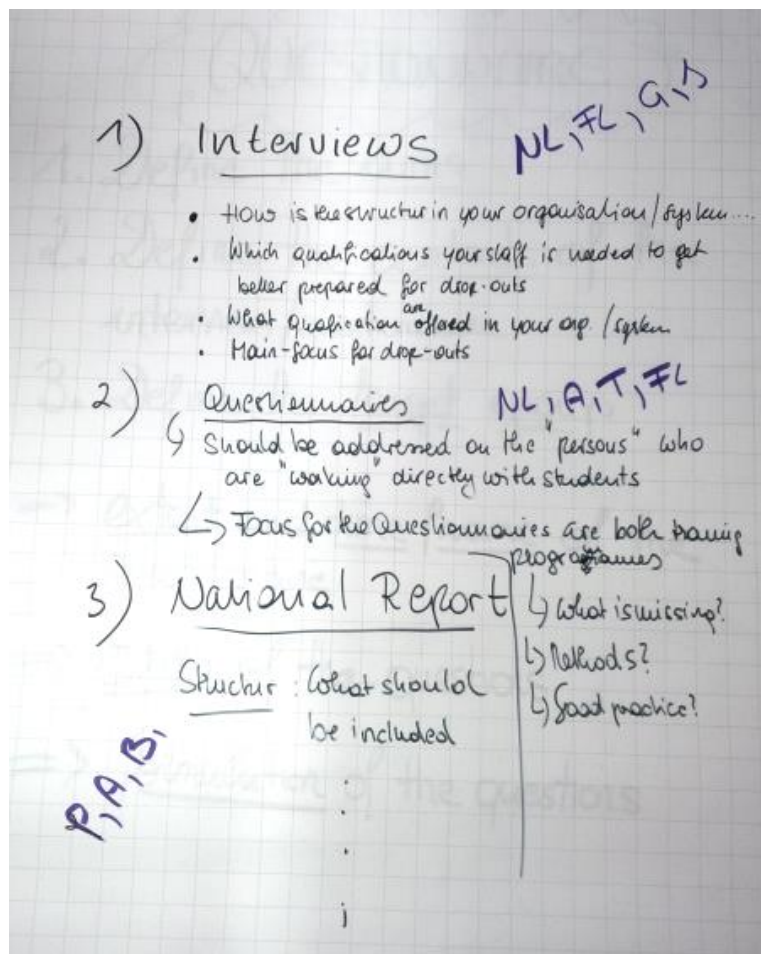 1) Interviews NL, FL, G, S
• How is the structur in your organisation/system....
• Which qualifications your staff is needed to get
better prepared for drop-outs
• What qualification are offered in your org. / system
• Main-focus for drop-outs
2) Questionnaires NL, A, T, FL
↳ Should be addressed on the "persons" who
are "working" directly with students
↳ Focus for the Questionnaires are both training
programmes
↳ What is missing?
↳ Methods?
↳ Good practice?
3) National Report
Structur : What should
be included
P, A, B,